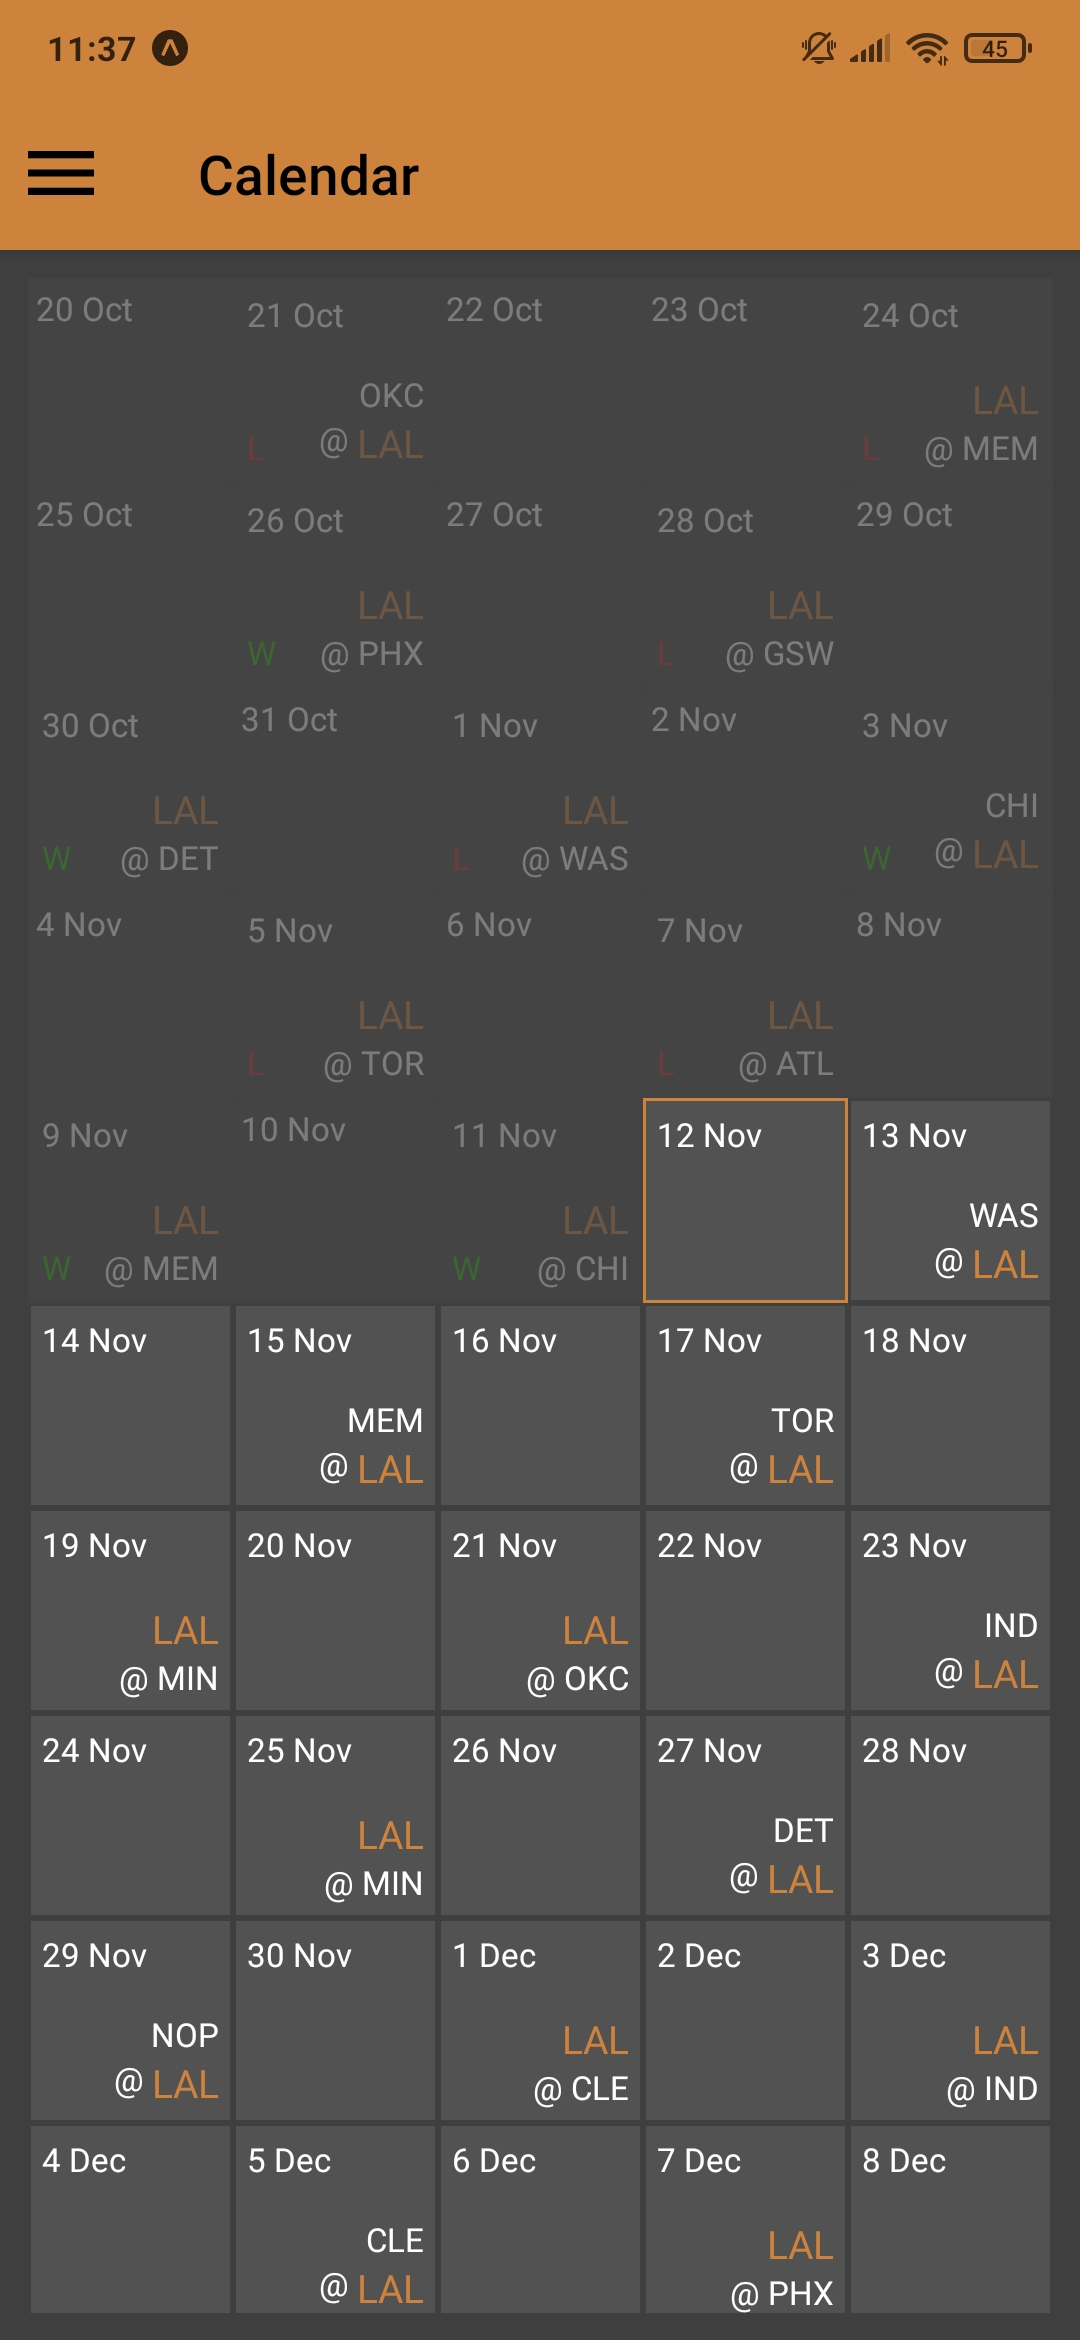 11:37
45
Calendar
20 Oct
21 Oct
OKC
L @ LAL
22 Oct
23 Oct
24 Oct
LAL
L @ MEM
25 Oct
26 Oct
LAL
W @ PHX
27 Oct
28 Oct
LAL
L @ GSW
29 Oct
30 Oct
LAL
W @ DET
31 Oct
1 Nov
LAL
L @ WAS
2 Nov
3 Nov
CHI
W @ LAL
4 Nov
5 Nov
LAL
L @ TOR
6 Nov
7 Nov
LAL
L @ ATL
8 Nov
9 Nov
LAL
W @ MEM
10 Nov
11 Nov
LAL
W @ CHI
12 Nov
13 Nov
WAS
@ LAL
14 Nov
15 Nov
MEM
@ LAL
16 Nov
17 Nov
TOR
@ LAL
18 Nov
19 Nov
LAL
@ MIN
20 Nov
21 Nov
LAL
@ OKC
22 Nov
23 Nov
IND
@ LAL
24 Nov
25 Nov
LAL
@ MIN
26 Nov
27 Nov
DET
@ LAL
28 Nov
29 Nov
NOP
@ LAL
30 Nov
1 Dec
LAL
@ CLE
2 Dec
3 Dec
LAL
@ IND
4 Dec
5 Dec
CLE
@ LAL
6 Dec
7 Dec
LAL
@ PHX
8 Dec